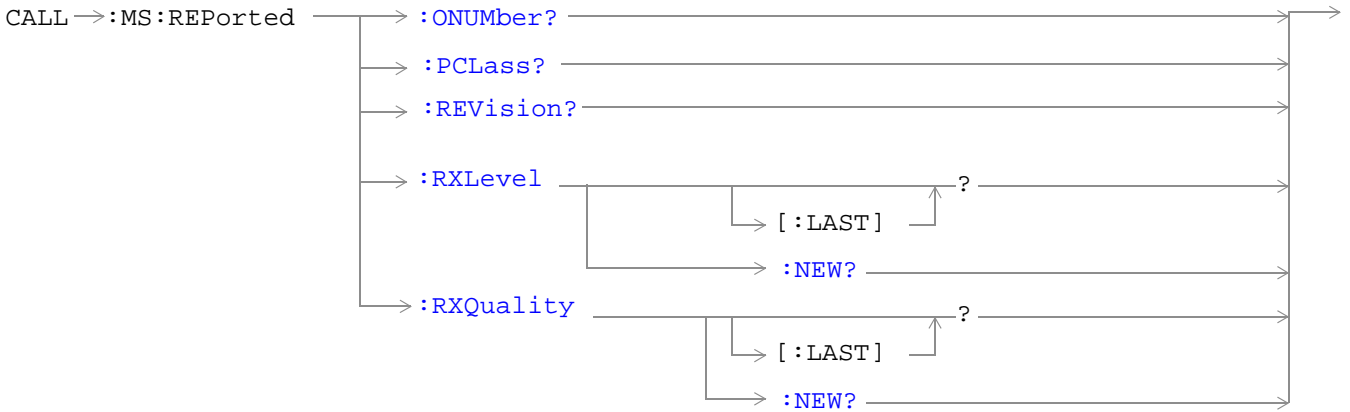 CALL :MS:REPorted :ONUMber?
:PCLass?
:REVision?
:RXLevel ?
[:LAST]
:NEW?
:RXQuality ?
[:LAST]
:NEW?